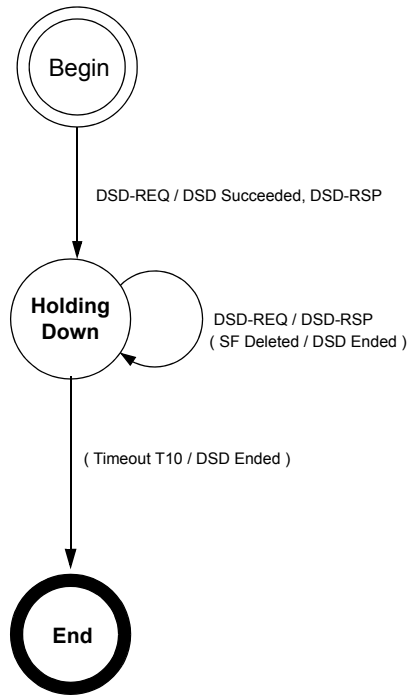 Begin
DSD-REQ / DSD Succeeded, DSD-RSP
Holding
Down
DSD-REQ / DSD-RSP
( SF Deleted / DSD Ended )
( Timeout T10 / DSD Ended )
End